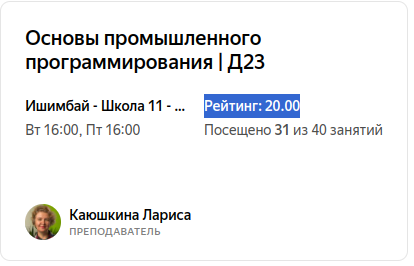 Основы промышленного
программирования | Д23
Ишимбай - Школа 11 - ...
Рейтинг: 20.00
Вт 16:00, Пт 16:00
Посещено 31 из 40 занятий
Каюшкина Лариса
ПРЕПОДАВАТЕЛЬ